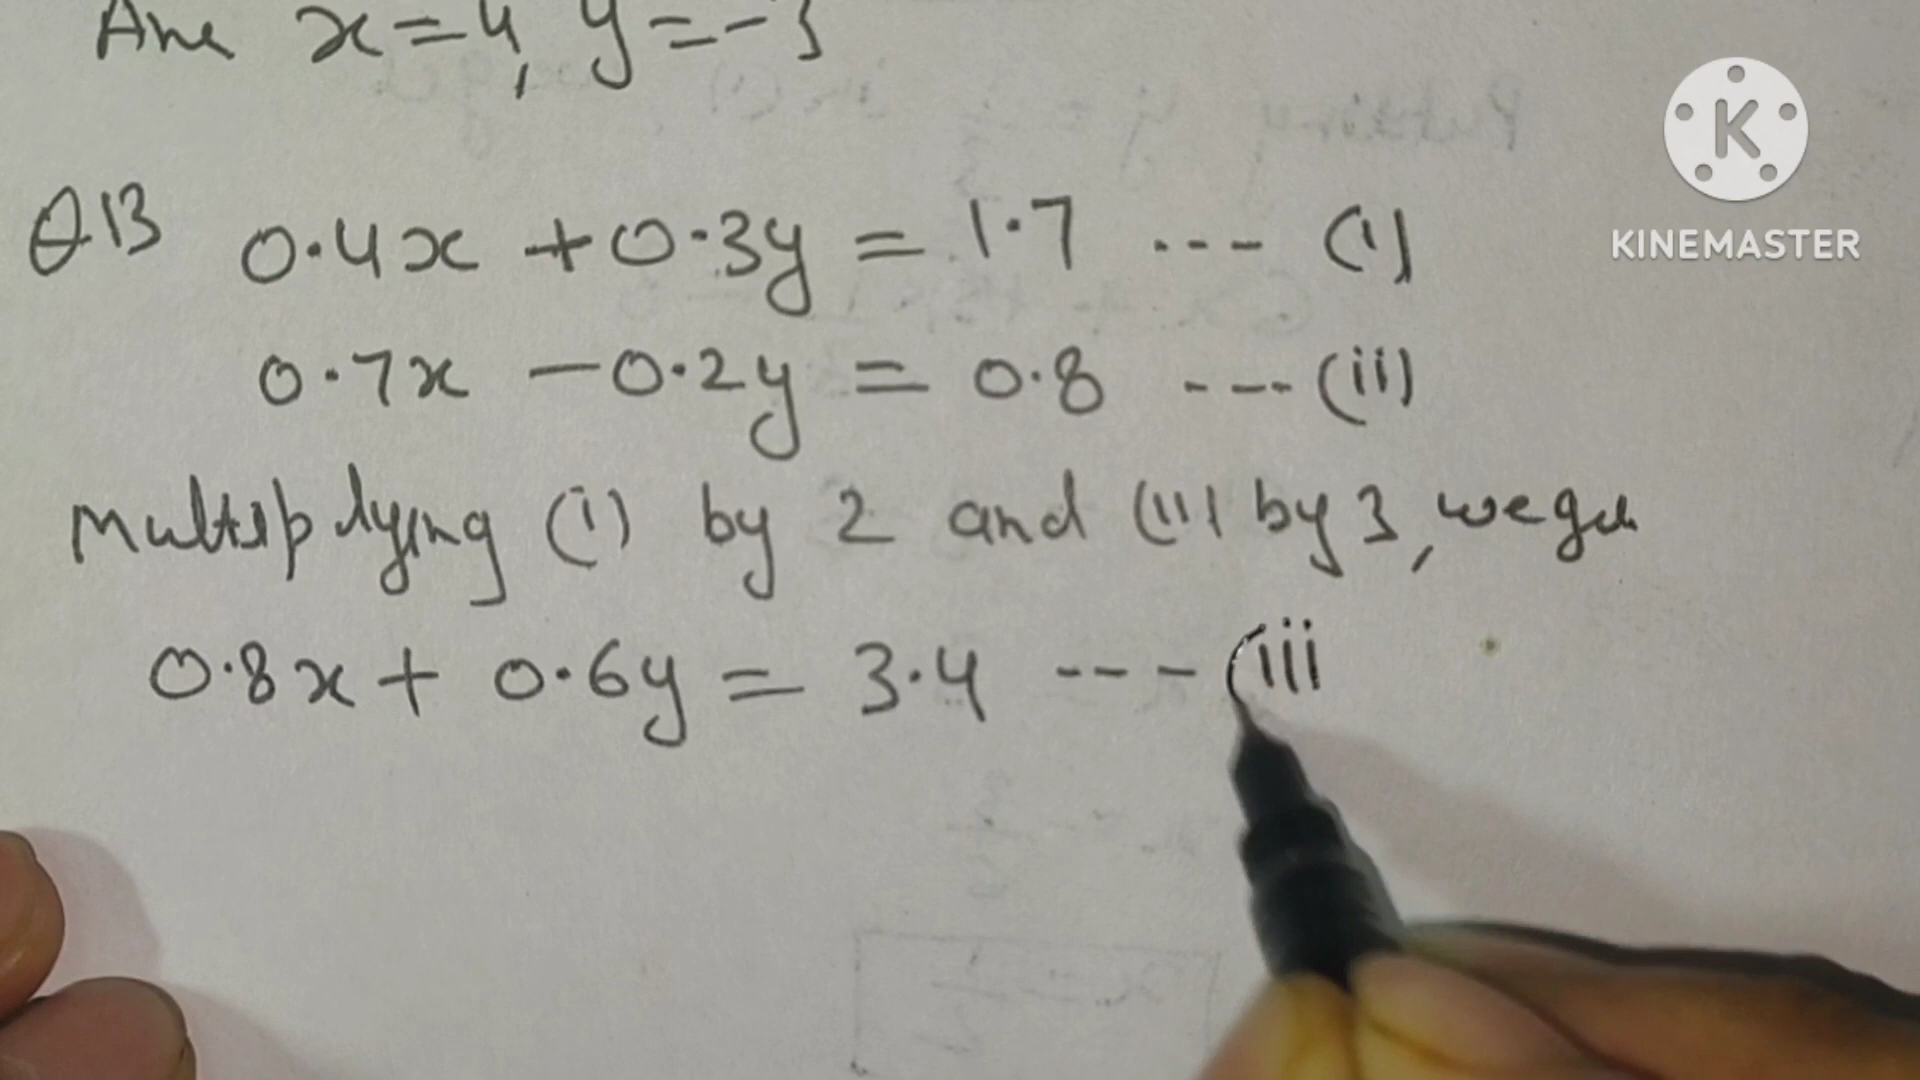 Ans x=4, y=-3
KINEMASTER
Q13 0.4x + 0.3y = 1.7 --- (i)
0.7x - 0.2y = 0.8 --- (ii)
Multiplying (i) by 2 and (ii) by 3, we get
0.8x + 0.6y = 3.4 --- (iii